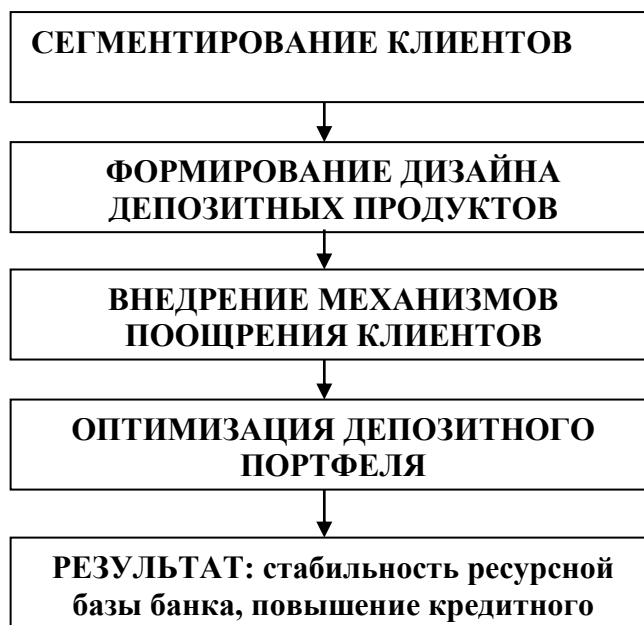 СЕГМЕНТИРОВАНИЕ КЛИЕНТОВ
ФОРМИРОВАНИЕ ДИЗАЙНА
ДЕПОЗИТНЫХ ПРОДУКТОВ
ВНЕДРЕНИЕ МЕХАНИЗМОВ
ПООЩРЕНИЯ КЛИЕНТОВ
ОПТИМИЗАЦИЯ ДЕПОЗИТНОГО
ПОРТФЕЛЯ
РЕЗУЛЬТАТ: стабильность ресурсной
базы банка, повышение кредитного